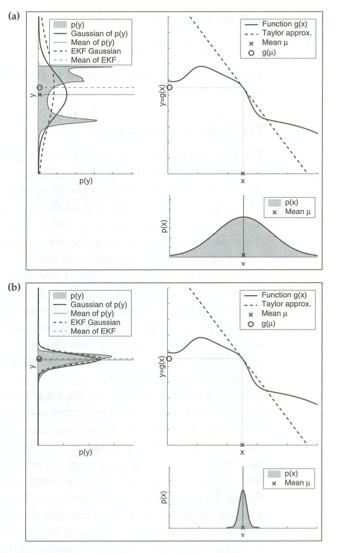 (a)
p(y)
Gaussian of p(y)
Mean of p(y)
EKF Gaussian
Mean of EKF
y
p(y)
Function g(x)
Taylor approx.
Mean μ
g(μ)
y=g(x)
x
p(x)
Mean μ
p(x)
x
(b)
p(y)
Gaussian of p(y)
Mean of p(y)
EKF Gaussian
Mean of EKF
y
p(y)
Function g(x)
Taylor approx.
Mean μ
g(μ)
y=g(x)
x
p(x)
Mean μ
p(x)
x